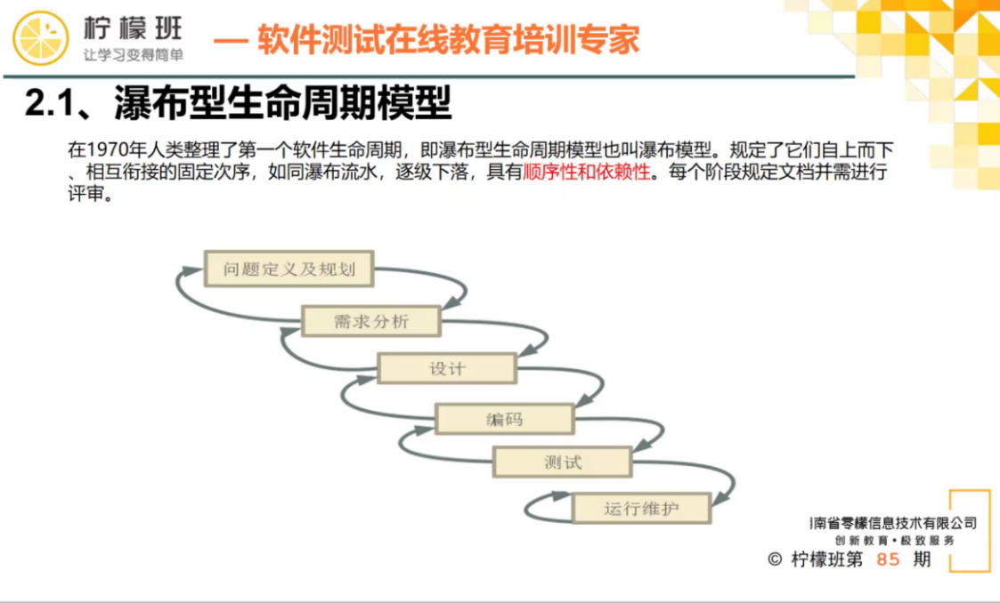 柠檬班
让学习变得简单
— 软件测试在线教育培训专家
2.1、瀑布型生命周期模型
在1970年人类整理了第一个软件生命周期，即瀑布型生命周期模型也叫瀑布模型。规定了它们自上而下
、相互衔接的固定次序，如同瀑布流水，逐级下落，具有顺序性和依赖性。每个阶段规定文档并需进行
评审。
问题定义及规划
需求分析
设计
编码
测试
运行维护
南省零檬信息技术有限公司
创新教育•极致服务
© 柠檬班第 85 期